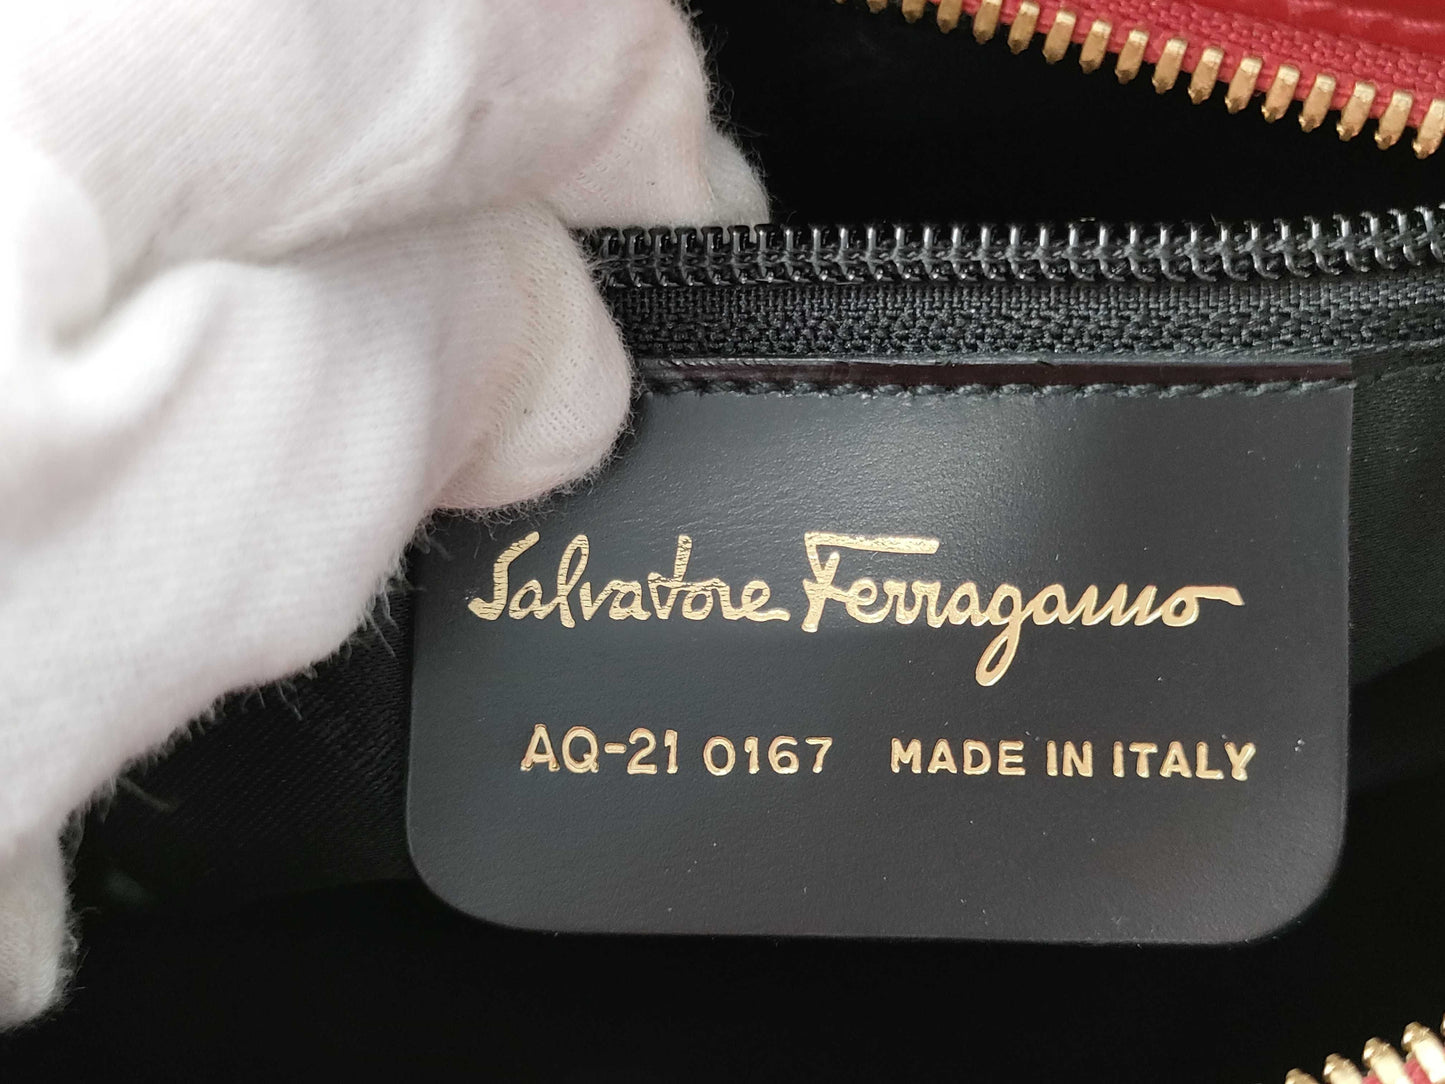 Salvatore Ferragamo
AQ-21 0167 MADE IN ITALY